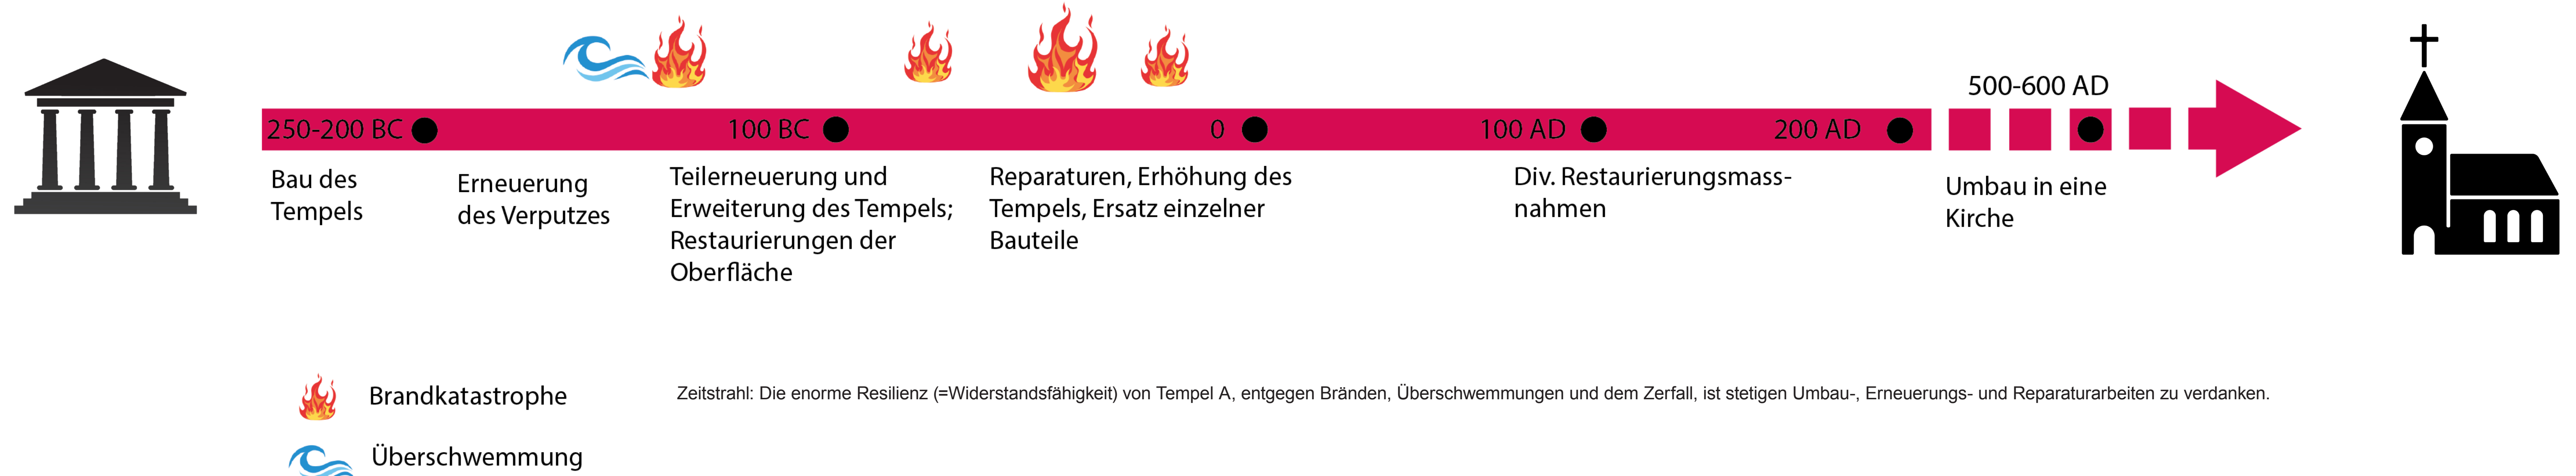 500-600 AD
250-200 BC
100 BC
0
100 AD
200 AD
Bau des
Tempels
Erneuerung
des Verputzes
Teilerneuerung und
Erweiterung des Tempels;
Restaurierungen der
Oberfläche
Reparaturen, Erhöhung des
Tempels, Ersatz einzelner
Bauteile
Div. Restaurierungsmass-
nahmen
Umbau in eine
Kirche
Brandkatastrophe
Zeitstrahl: Die enorme Resilienz (=Widerstandsfähigkeit) von Tempel A, entgegen Bränden, Überschwemmungen und dem Zerfall, ist stetigen Umbau-, Erneuerungs- und Reparaturarbeiten zu verdanken.
Überschwemmung